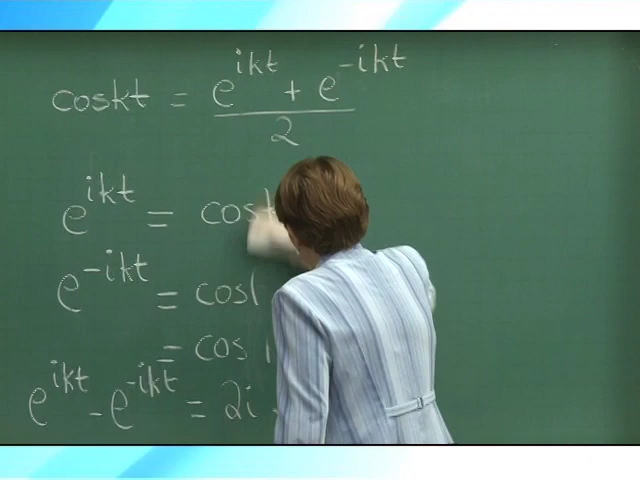 coskt = (e^{ikt} + e^{-ikt}) / 2
e^{ikt} = cos
e^{-ikt} = cos
= cos
e^{ikt} - e^{-ikt} = 2i